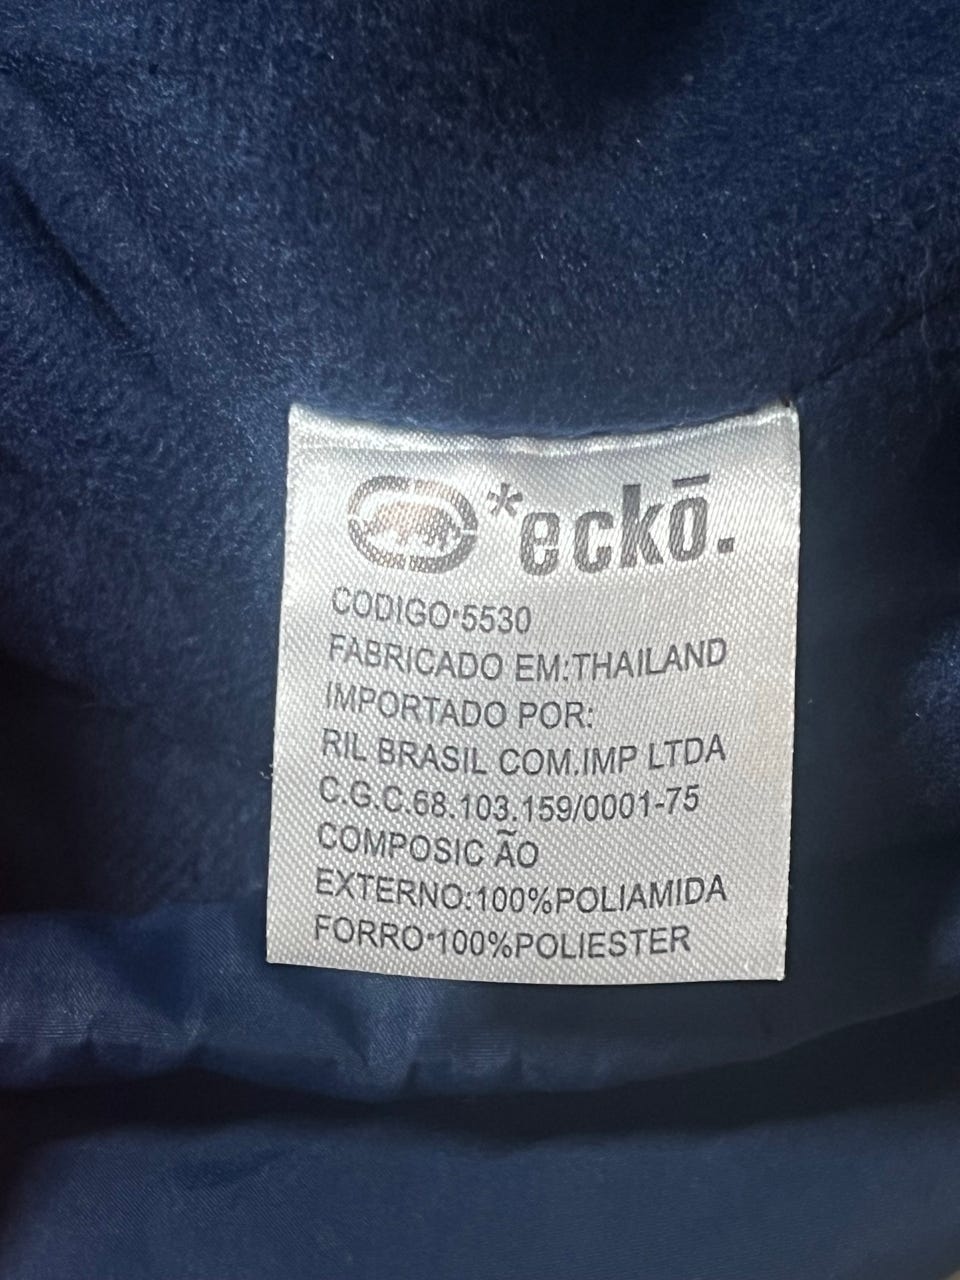 *eckō.
CODIGO:5530
FABRICADO EM:THAILAND
IMPORTADO POR:
RIL BRASIL COM.IMP LTDA
C.G.C.68.103.159/0001-75
COMPOSIC ÃO
EXTERNO:100%POLIAMIDA
FORRO:100%POLIESTER